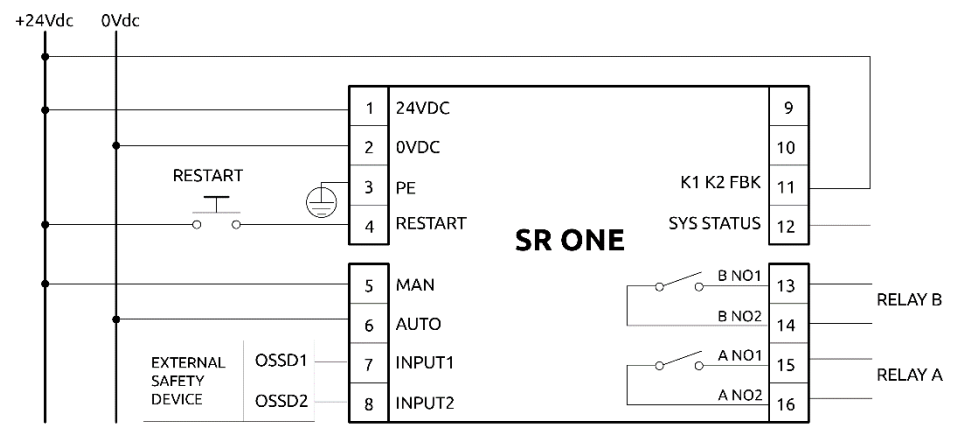 +24Vdc 0Vdc
1 24VDC 9
2 0VDC 10
RESTART
3 PE K1 K2 FBK 11
4 RESTART SYS STATUS 12
SR ONE
5 MAN B NO1 13
RELAY B
6 AUTO B NO2 14
EXTERNAL
SAFETY
DEVICE
OSSD1 7 INPUT1 A NO1 15
RELAY A
OSSD2 8 INPUT2 A NO2 16